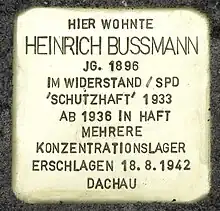 HIER WOHNTE
HEINRICH BUSSMANN
JG. 1896
IM WIDERSTAND / SPD
'SCHUTZHAFT' 1933
AB 1936 IN HAFT
MEHRERE
KONZENTRATIONSLAGER
ERSCHLAGEN 18.8.1942
DACHAU